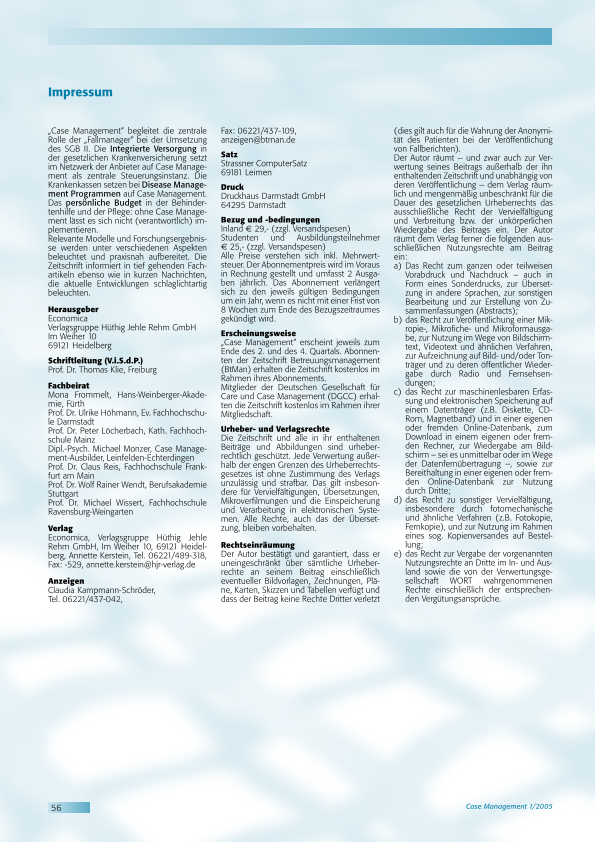 Impressum
„Case Management“ begleitet die zentrale
Rolle der „Fallmanager“ bei der Umsetzung
des SGB II. Die Integrierte Versorgung in
der gesetzlichen Krankenversicherung setzt
im Netzwerk der Anbieter auf Case Manage-
ment als zentrale Steuerungsinstanz. Die
Krankenkassen setzen bei Disease Manage-
ment Programmen auf Case Management.
Das persönliche Budget in der Behinder-
tenhilfe und der Pflege: ohne Case Manage-
ment lässt es sich nicht (verantwortlich) im-
plementieren.
Relevante Modelle und Forschungsergebnis-
se werden unter verschiedenen Aspekten
beleuchtet und praxisnah aufbereitet. Die
Zeitschrift informiert in tief gehenden Fach-
artikeln ebenso wie in kurzen Nachrichten,
die aktuelle Entwicklungen schlaglichtartig
beleuchten.
Herausgeber
Economica
Verlagsgruppe Hüthig Jehle Rehm GmbH
Im Weiher 10
69121 Heidelberg
Schriftleitung (V.i.S.d.P.)
Prof. Dr. Thomas Klie, Freiburg
Fachbeirat
Mona Frommelt, Hans-Weinberger-Akade-
mie, Fürth
Prof. Dr. Ulrike Höhmann, Ev. Fachhochschu-
le Darmstadt
Prof. Dr. Peter Löcherbach, Kath. Fachhoch-
schule Mainz
Dipl.-Psych. Michael Monzer, Case Manage-
ment-Ausbilder, Leinfelden-Echterdingen
Prof. Dr. Claus Reis, Fachhochschule Frank-
furt am Main
Prof. Dr. Wolf Rainer Wendt, Berufsakademie
Stuttgart
Prof. Dr. Michael Wissert, Fachhochschule
Ravensburg-Weingarten
Verlag
Economica, Verlagsgruppe Hüthig Jehle
Rehm GmbH, Im Weiher 10, 69121 Heidel-
berg, Annette Kerstein, Tel. 06221/489-318,
Fax: -529, annette.kerstein@hjr-verlag.de
Anzeigen
Claudia Kampmann-Schröder,
Tel. 06221/437-042,
Fax: 06221/437-109,
anzeigen@btman.de
Satz
Strassner ComputerSatz
69181 Leimen
Druck
Druckhaus Darmstadt GmbH
64295 Darmstadt
Bezug und -bedingungen
Inland € 29,- (zzgl. Versandspesen)
Studenten und Ausbildungsteilnehmer
€ 25,- (zzgl. Versandspesen)
Alle Preise verstehen sich inkl. Mehrwert-
steuer. Der Abonnementpreis wird im Voraus
in Rechnung gestellt und umfasst 2 Ausga-
ben jährlich. Das Abonnement verlängert
sich zu den jeweils gültigen Bedingungen
um ein Jahr, wenn es nicht mit einer Frist von
8 Wochen zum Ende des Bezugszeitraumes
gekündigt wird.
Erscheinungsweise
„Case Management“ erscheint jeweils zum
Ende des 2. und des 4. Quartals. Abonnen-
ten der Zeitschrift Betreuungsmanagement
(BtMan) erhalten die Zeitschrift kostenlos im
Rahmen ihres Abonnements.
Mitglieder der Deutschen Gesellschaft für
Care und Case Management (DGCC) erhal-
ten die Zeitschrift kostenlos im Rahmen ihrer
Mitgliedschaft.
Urheber- und Verlagsrechte
Die Zeitschrift und alle in ihr enthaltenen
Beiträge und Abbildungen sind urheber-
rechtlich geschützt. Jede Verwertung außer-
halb der engen Grenzen des Urheberrechts-
gesetzes ist ohne Zustimmung des Verlags
unzulässig und strafbar. Das gilt insbeson-
dere für Vervielfältigungen, Übersetzungen,
Mikroverfilmungen und die Einspeicherung
und Verarbeitung in elektronischen Syste-
men. Alle Rechte, auch das der Überset-
zung, bleiben vorbehalten.
Rechtseinräumung
Der Autor bestätigt und garantiert, dass er
uneingeschränkt über sämtliche Urheber-
rechte an seinem Beitrag einschließlich
eventueller Bildvorlagen, Zeichnungen, Plä-
ne, Karten, Skizzen und Tabellen verfügt und
dass der Beitrag keine Rechte Dritter verletzt
(dies gilt auch für die Wahrung der Anonymi-
tät des Patienten bei der Veröffentlichung
von Fallberichten).
Der Autor räumt – und zwar auch zur Ver-
wertung seines Beitrags außerhalb der ihn
enthaltenden Zeitschrift und unabhängig von
deren Veröffentlichung – dem Verlag räum-
lich und mengenmäßig unbeschränkt für die
Dauer des gesetzlichen Urheberrechts das
ausschließliche Recht der Vervielfältigung
und Verbreitung bzw. der unkörperlichen
Wiedergabe des Beitrags ein. Der Autor
räumt dem Verlag ferner die folgenden aus-
schließlichen Nutzungsrechte am Beitrag
ein:
a) Das Recht zum ganzen oder teilweisen
Vorabdruck und Nachdruck – auch in
Form eines Sonderdrucks, zur Überset-
zung in andere Sprachen, zur sonstigen
Bearbeitung und zur Erstellung von Zu-
sammenfassungen (Abstracts);
b) das Recht zur Veröffentlichung einer Mik-
ropie-, Mikrofiche- und Mikroformausga-
be, zur Nutzung im Wege von Bildschirm-
text, Videotext und ähnlichen Verfahren,
zur Aufzeichnung auf Bild- und/oder Ton-
träger und zu deren öffentlicher Wieder-
gabe durch Radio und Fernsehsen-
dungen;
c) das Recht zur maschinenlesbaren Erfas-
sung und elektronischen Speicherung auf
einem Datenträger (z.B. Diskette, CD-
Rom, Magnetband) und in einer eigenen
oder fremden Online-Datenbank, zum
Download in einem eigenen oder frem-
den Rechner, zur Wiedergabe am Bild-
schirm – sei es unmittelbar oder im Wege
der Datenfernübertragung –, sowie zur
Bereithaltung in einer eigenen oder frem-
den Online-Datenbank zur Nutzung
durch Dritte;
d) das Recht zu sonstiger Vervielfältigung,
insbesondere durch fotomechanische
und ähnliche Verfahren (z.B. Fotokopie,
Fernkopie), und zur Nutzung im Rahmen
eines sog. Kopienversandes auf Bestel-
lung;
e) das Recht zur Vergabe der vorgenannten
Nutzungsrechte an Dritte im In- und Aus-
land sowie die von der Verwertungsge-
sellschaft WORT wahrgenommenen
Rechte einschließlich der entsprechen-
den Vergütungsansprüche.
56
Case Management 1/2005